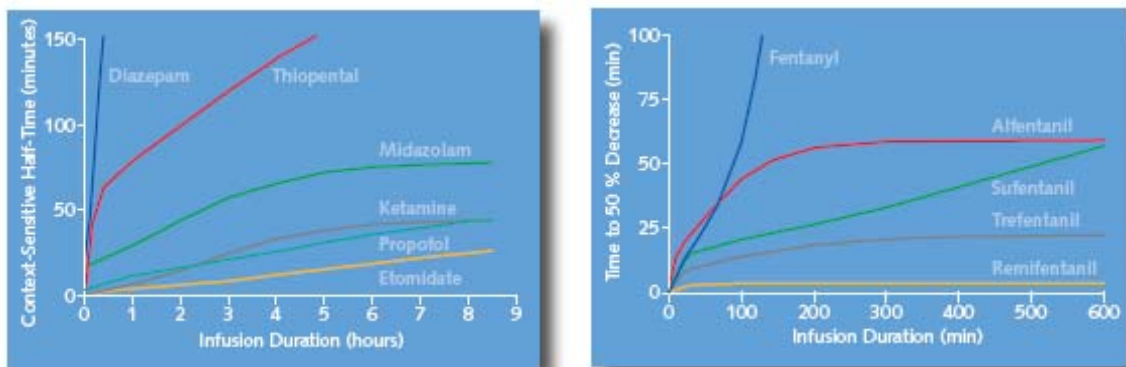 Context-Sensitive Half-Time (minutes)
150
100
50
0
Diazepam
Thiopental
Midazolam
Ketamine
Propofol
Etomidate
0 1 2 3 4 5 6 7 8 9
Infusion Duration (hours)
Time to 50 % Decrease (min)
100
75
50
25
0
Fentanyl
Alfentanil
Sufentanil
Trefentanil
Remifentanil
0 100 200 300 400 500 600
Infusion Duration (min)